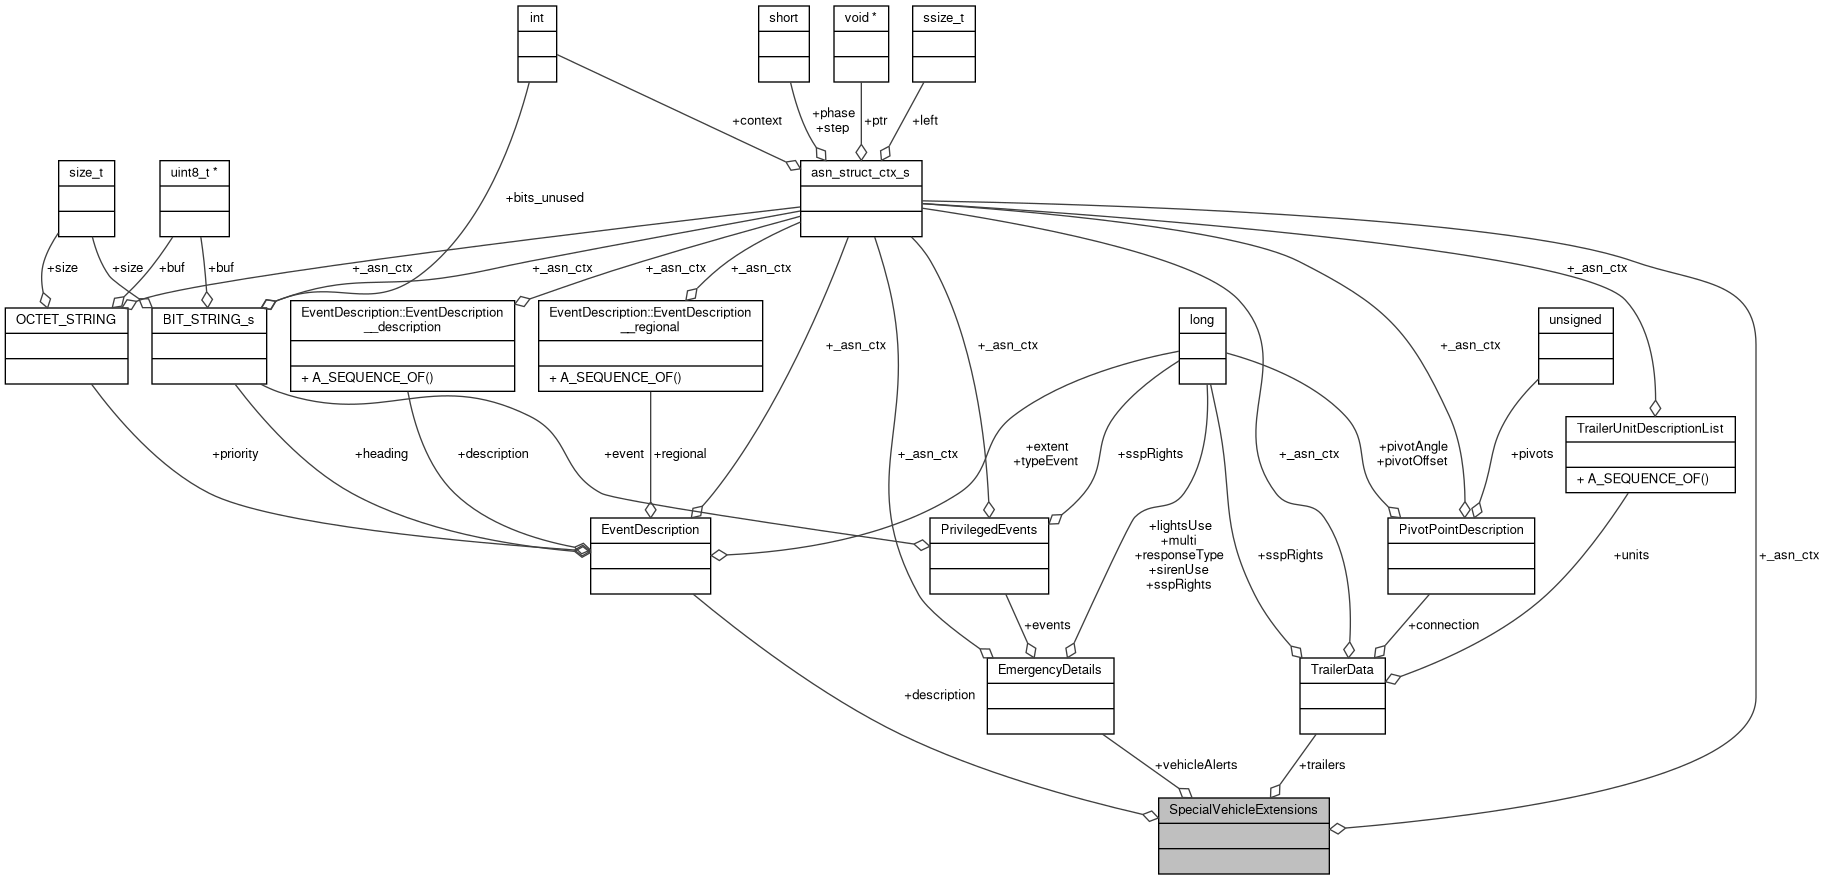 int
short
void *
ssize_t
+context
+phase
+step
+ptr
+left
size_t
uint8_t *
asn_struct_ctx_s
+bits_unused
+size
+size
+buf
+buf
+_asn_ctx
+_asn_ctx
+_asn_ctx
+_asn_ctx
+_asn_ctx
OCTET_STRING
BIT_STRING_s
EventDescription::EventDescription
__description
+ A_SEQUENCE_OF()
EventDescription::EventDescription
__regional
+ A_SEQUENCE_OF()
long
unsigned
+_asn_ctx
+_asn_ctx
+_asn_ctx
TrailerUnitDescriptionList
+ A_SEQUENCE_OF()
+priority
+heading
+description
+event
+regional
+_asn_ctx
+extent
+typeEvent
+sspRights
+_asn_ctx
+pivotAngle
+pivotOffset
+pivots
EventDescription
PrivilegedEvents
+lightsUse
+multi
+responseType
+sirenUse
+sspRights
+sspRights
PivotPointDescription
+units
+_asn_ctx
+events
+connection
EmergencyDetails
TrailerData
+description
+vehicleAlerts
+trailers
SpecialVehicleExtensions